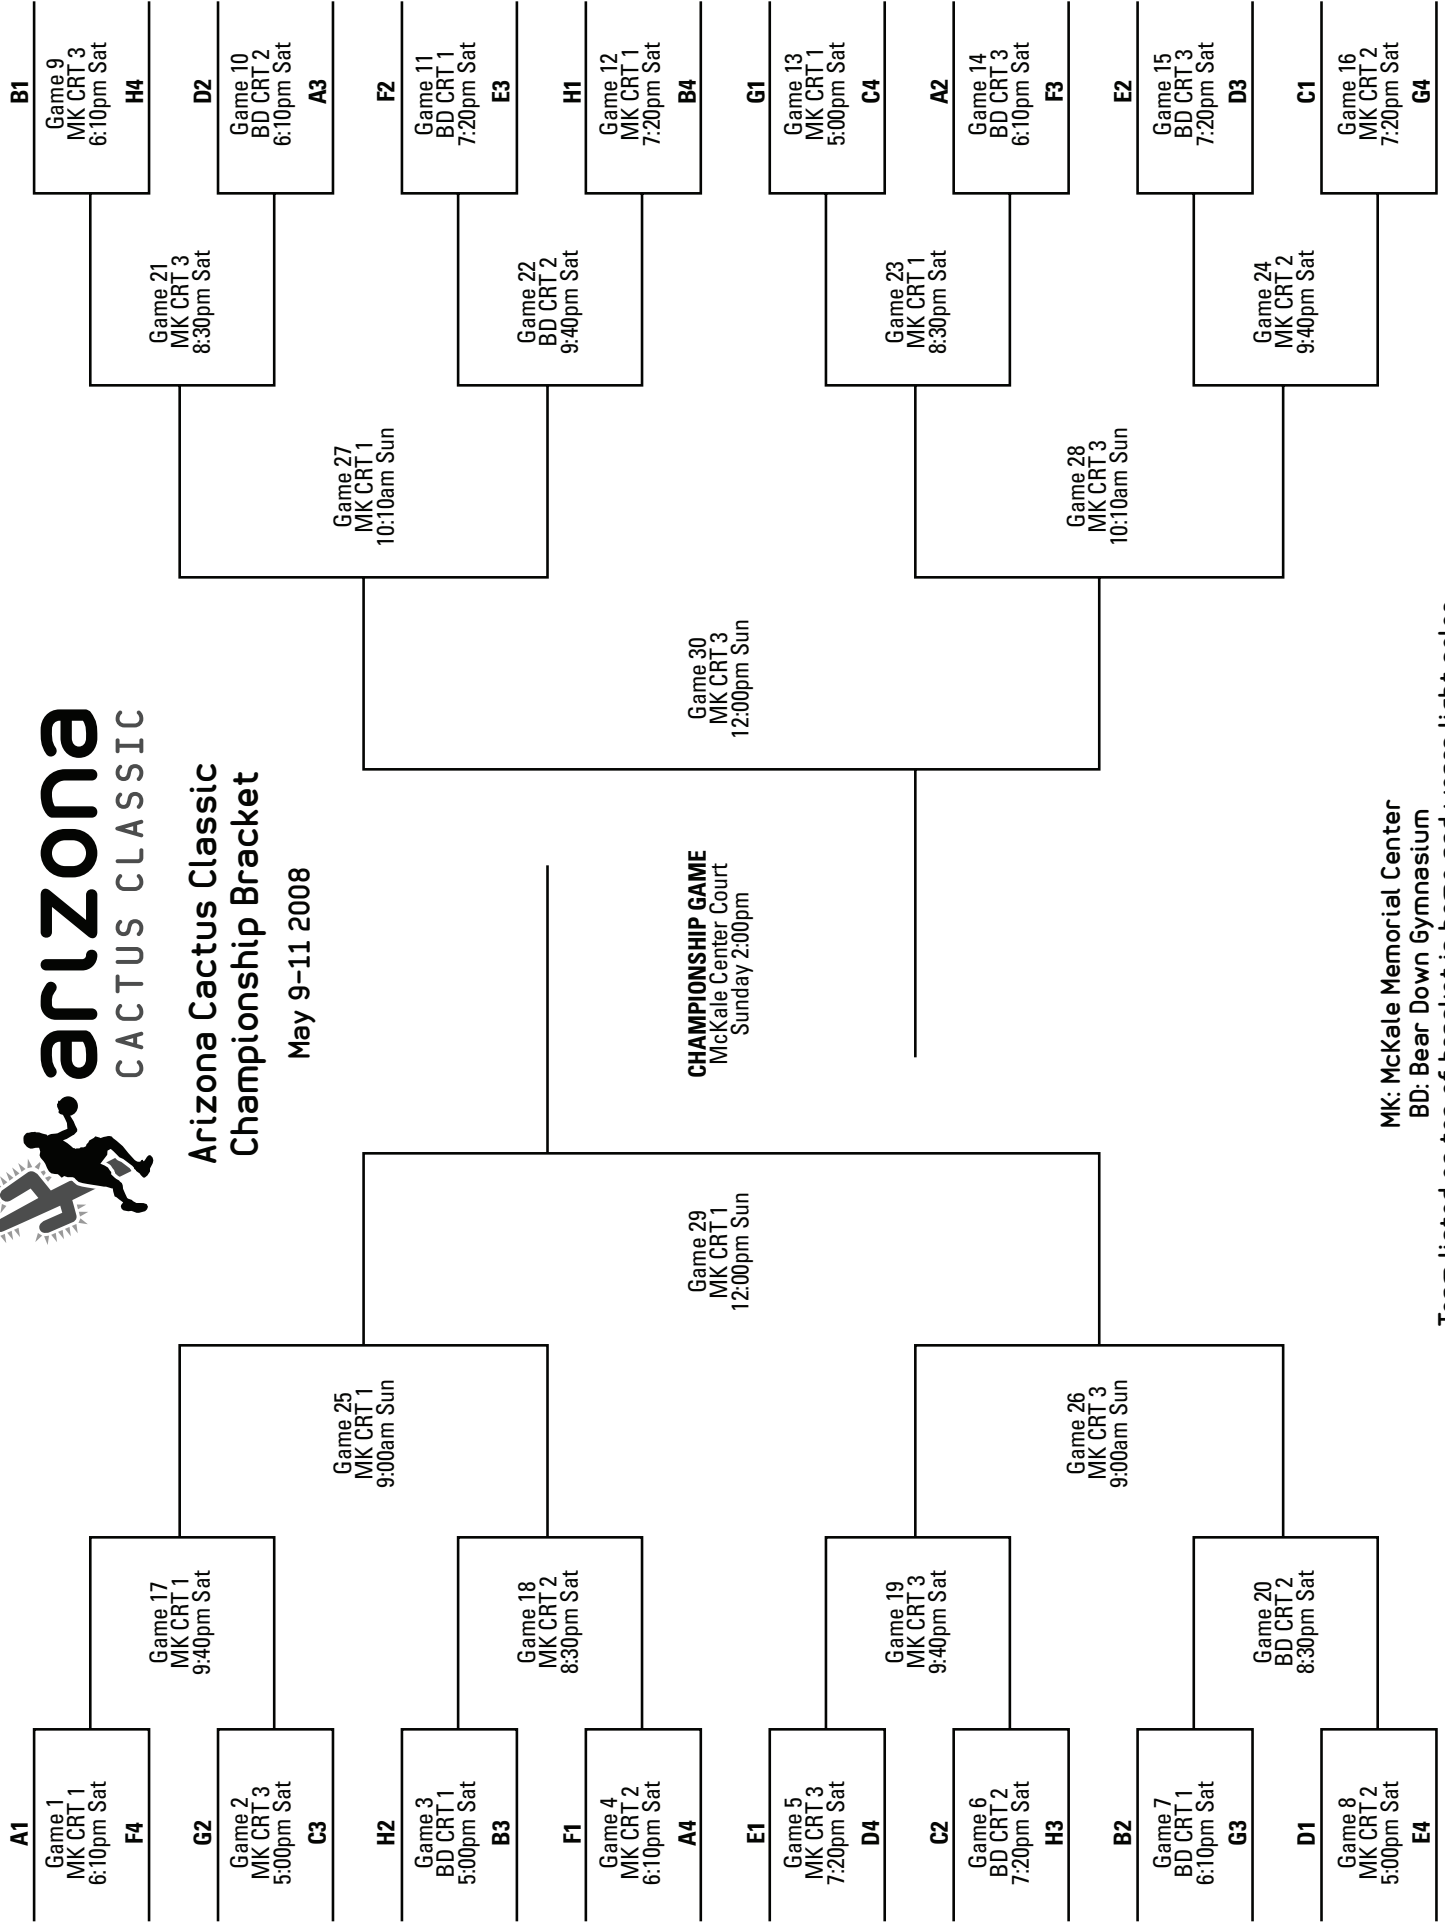 arizona
CACTUS CLASSIC
Arizona Cactus Classic
Championship Bracket
May 9-11 2008
A1
Game 1
MK CRT 1
6:10pm Sat
F4
G2
Game 2
MK CRT 3
5:00pm Sat
C3
H2
Game 3
BD CRT 1
5:00pm Sat
B3
F1
Game 4
MK CRT 2
6:10pm Sat
A4
E1
Game 5
MK CRT 3
7:20pm Sat
D4
C2
Game 6
BD CRT 2
7:20pm Sat
H3
B2
Game 7
BD CRT 1
6:10pm Sat
G3
D1
Game 8
MK CRT 2
5:00pm Sat
E4
Game 17
MK CRT 1
9:40pm Sat
Game 18
MK CRT 2
8:30pm Sat
Game 19
MK CRT 3
9:40pm Sat
Game 20
BD CRT 2
8:30pm Sat
Game 25
MK CRT 1
9:00am Sun
Game 26
MK CRT 3
9:00am Sun
Game 29
MK CRT 1
12:00pm Sun
CHAMPIONSHIP GAME
McKale Center Court
Sunday 2:00pm
Game 30
MK CRT 3
12:00pm Sun
Game 27
MK CRT 1
10:10am Sun
Game 28
MK CRT 3
10:10am Sun
Game 21
MK CRT 3
8:30pm Sat
Game 22
BD CRT 2
9:40pm Sat
Game 23
MK CRT 1
8:30pm Sat
Game 24
MK CRT 2
9:40pm Sat
B1
Game 9
MK CRT 3
6:10pm Sat
H4
D2
Game 10
BD CRT 2
6:10pm Sat
A3
F2
Game 11
BD CRT 1
7:20pm Sat
E3
H1
Game 12
MK CRT 1
7:20pm Sat
B4
G1
Game 13
MK CRT 1
5:00pm Sat
C4
A2
Game 14
BD CRT 3
6:10pm Sat
F3
E2
Game 15
BD CRT 3
7:20pm Sat
D3
C1
Game 16
MK CRT 2
7:20pm Sat
G4
MK: McKale Memorial Center
BD: Bear Down Gymnasium